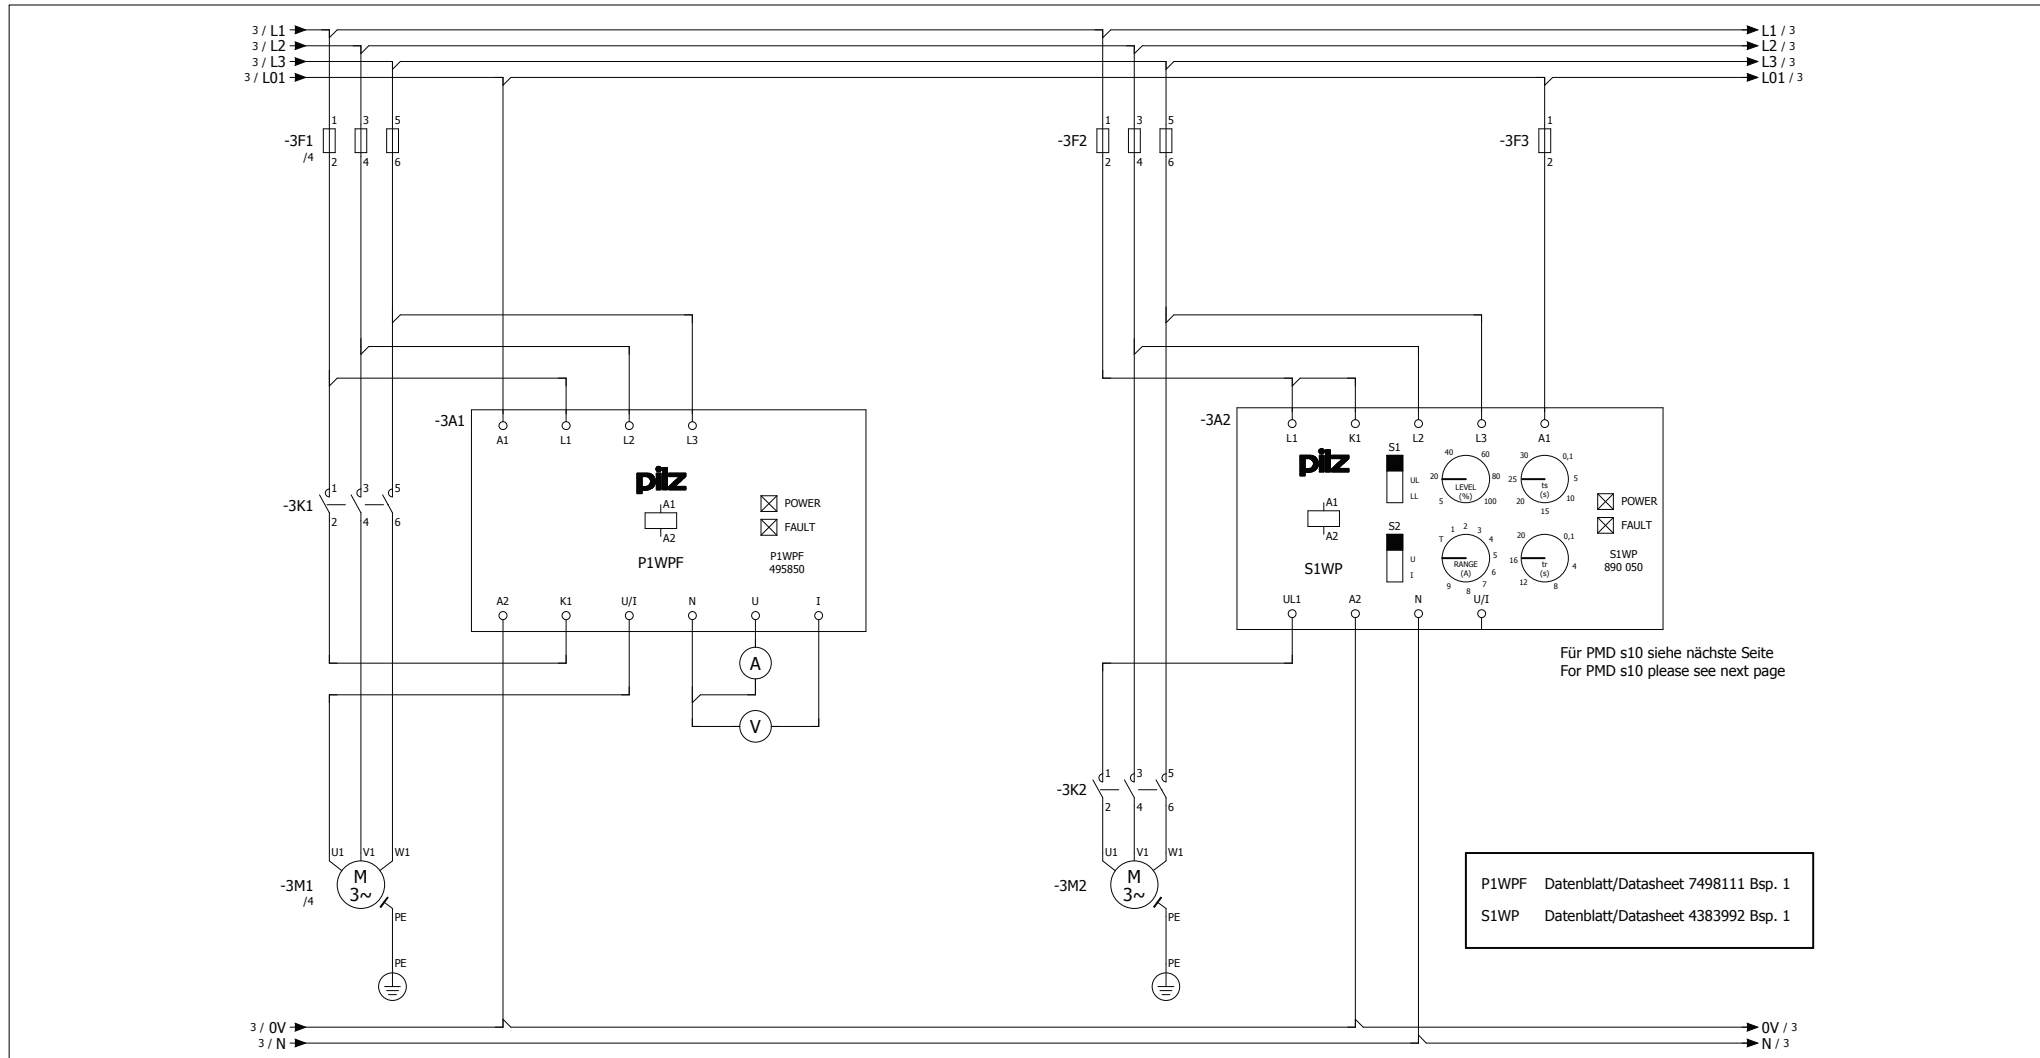 3 / L1 L1 / 3
3 / L2 L2 / 3
3 / L3 L3 / 3
3 / L01 L01 / 3
1 3 5 1 3 5 1
-3F1 -3F2 -3F3
/4
2 4 6 2 4 6 2
-3A1
A1 L1 L2 L3
pilz
A1
A2
P1WPF
POWER
FAULT
P1WPF
495850
A2 K1 U/I N U I
A
V
-3A2
L1 K1 L2 L3 A1
pilz
A1
A2
S1WP
S1
UL
LL
S2
U
I
5 20 40 60 80 100
LEVEL
(%)
0,1 5 10 15 20 25 30
ts
(s)
T 1 2 3 4 5 6 7 8 9
RANGE
(A)
0,1 4 8 12 16 20
tr
(s)
POWER
FAULT
S1WP
890 050
UL1 A2 N U/I
Für PMD s10 siehe nächste Seite
For PMD s10 please see next page
-3K1
1 3 5
2 4 6
-3K2
1 3 5
2 4 6
U1 V1 W1
-3M1
/4
M
3~
PE
PE
U1 V1 W1
-3M2
M
3~
PE
PE
P1WPF Datenblatt/Datasheet 7498111 Bsp. 1
S1WP Datenblatt/Datasheet 4383992 Bsp. 1
3 / 0V 0V / 3
3 / N N / 3